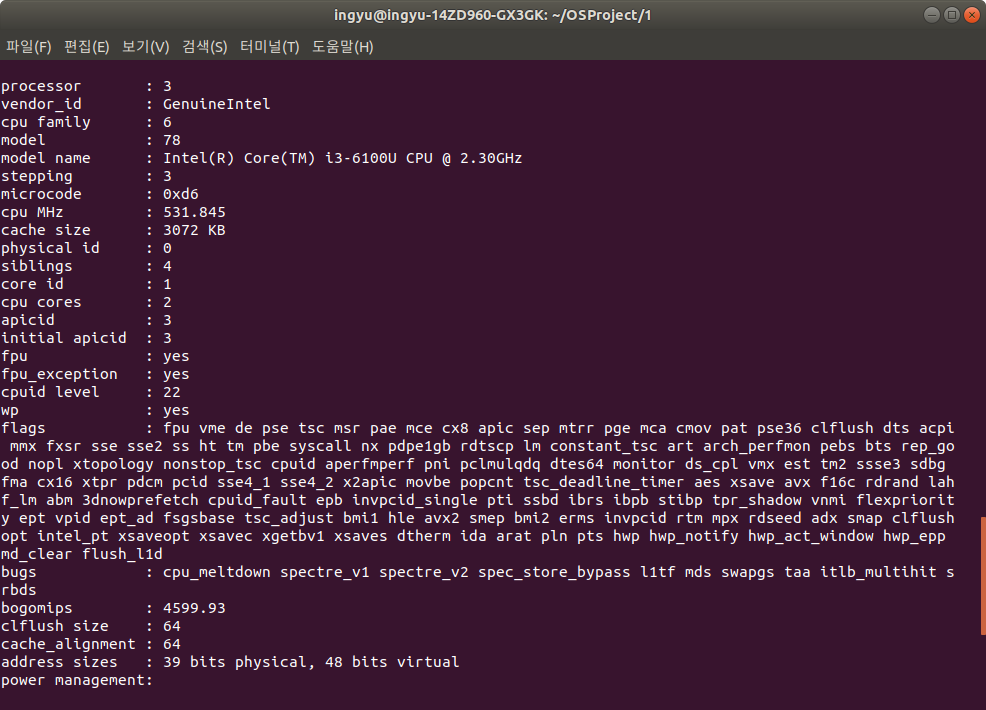 ingyu@ingyu-14ZD960-GX3GK: ~/OSProject/1
파일(F) 편집(E) 보기(V) 검색(S) 터미널(T) 도움말(H)
processor : 3
vendor_id : GenuineIntel
cpu family : 6
model : 78
model name : Intel(R) Core(TM) i3-6100U CPU @ 2.30GHz
stepping : 3
microcode : 0xd6
cpu MHz : 531.845
cache size : 3072 KB
physical id : 0
siblings : 4
core id : 1
cpu cores : 2
apicid : 3
initial apicid : 3
fpu : yes
fpu_exception : yes
cpuid level : 22
wp : yes
flags : fpu vme de pse tsc msr pae mce cx8 apic sep mtrr pge mca cmov pat pse36 clflush dts acpi
mmx fxsr sse sse2 ss ht tm pbe syscall nx pdpe1gb rdtscp lm constant_tsc art arch_perfmon pebs bts rep_go
od nopl xtopology nonstop_tsc cpuid aperfmperf pni pclmulqdq dtes64 monitor ds_cpl vmx est tm2 ssse3 sdbg
fma cx16 xtpr pdcm pcid sse4_1 sse4_2 x2apic movbe popcnt tsc_deadline_timer aes xsave avx f16c rdrand lah
f_lm abm 3dnowprefetch cpuid_fault epb invpcid_single pti ssbd ibrs ibpb stibp tpr_shadow vnmi flexpriorit
y ept vpid ept_ad fsgsbase tsc_adjust bmi1 hle avx2 smep bmi2 erms invpcid rtm mpx rdseed adx smap clflush
opt intel_pt xsaveopt xsavec xgetbv1 xsaves dtherm ida arat pln pts hwp hwp_notify hwp_act_window hwp_epp
md_clear flush_l1d
bugs : cpu_meltdown spectre_v1 spectre_v2 spec_store_bypass l1tf mds swapgs taa itlb_multihit s
rbds
bogomips : 4599.93
clflush size : 64
cache_alignment : 64
address sizes : 39 bits physical, 48 bits virtual
power management: